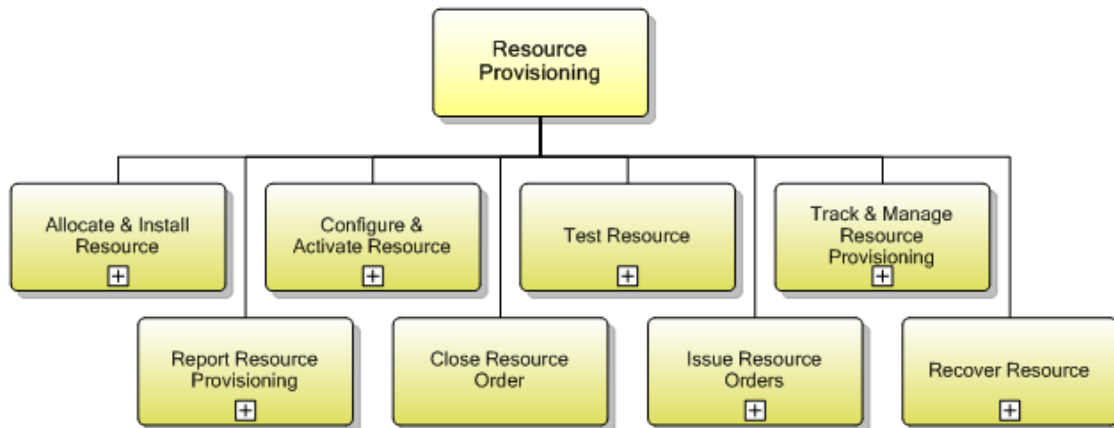 Resource
Provisioning
Allocate & Install
Resource
Configure &
Activate Resource
Test Resource
Track & Manage
Resource
Provisioning
Report Resource
Provisioning
Close Resource
Order
Issue Resource
Orders
Recover Resource